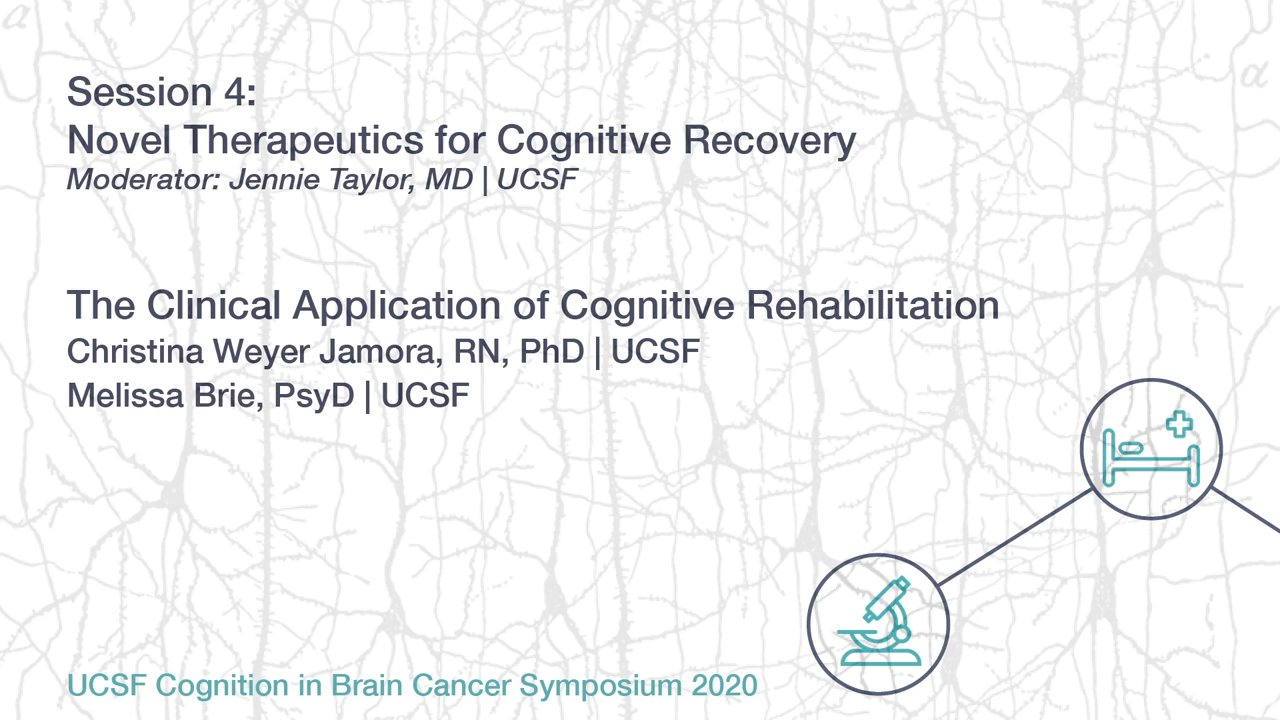 Session 4:
Novel Therapeutics for Cognitive Recovery
Moderator: Jennie Taylor, MD | UCSF
The Clinical Application of Cognitive Rehabilitation
Christina Weyer Jamora, RN, PhD | UCSF
Melissa Brie, PsyD | UCSF
UCSF Cognition in Brain Cancer Symposium 2020